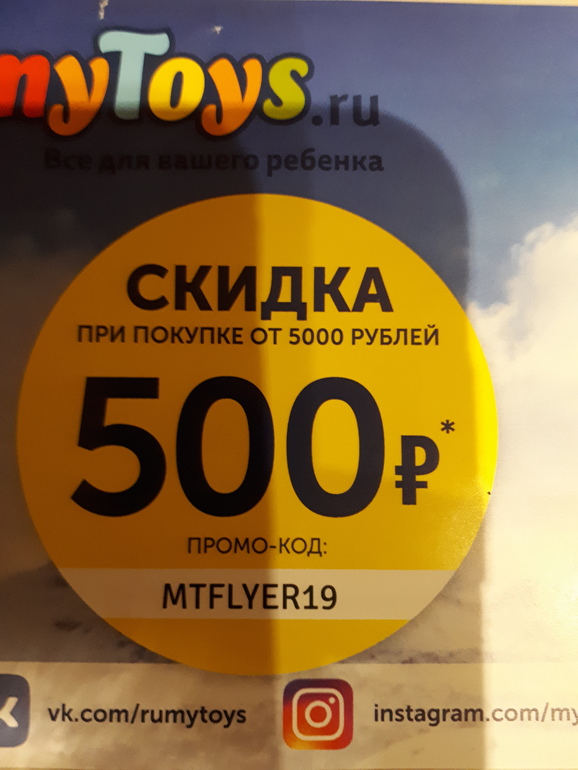 myToys.ru
Все для вашего ребенка
СКИДКА
ПРИ ПОКУПКЕ ОТ 5000 РУБЛЕЙ
500₽*
ПРОМО-КОД:
MTFLYER19
vk.com/rumytoys
instagram.com/my